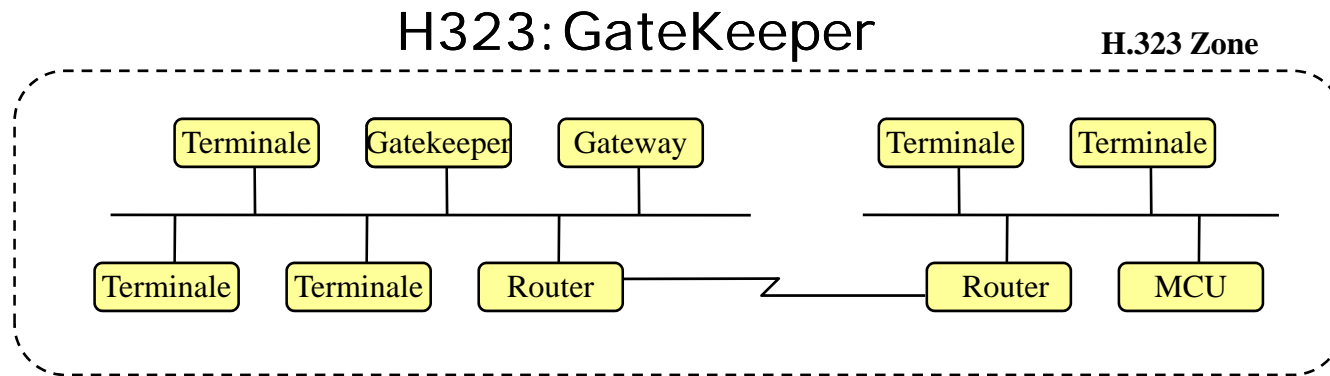 H323: GateKeeper
H.323 Zone
Terminale Gatekeeper Gateway Terminale Terminale
Terminale Terminale Router Router MCU